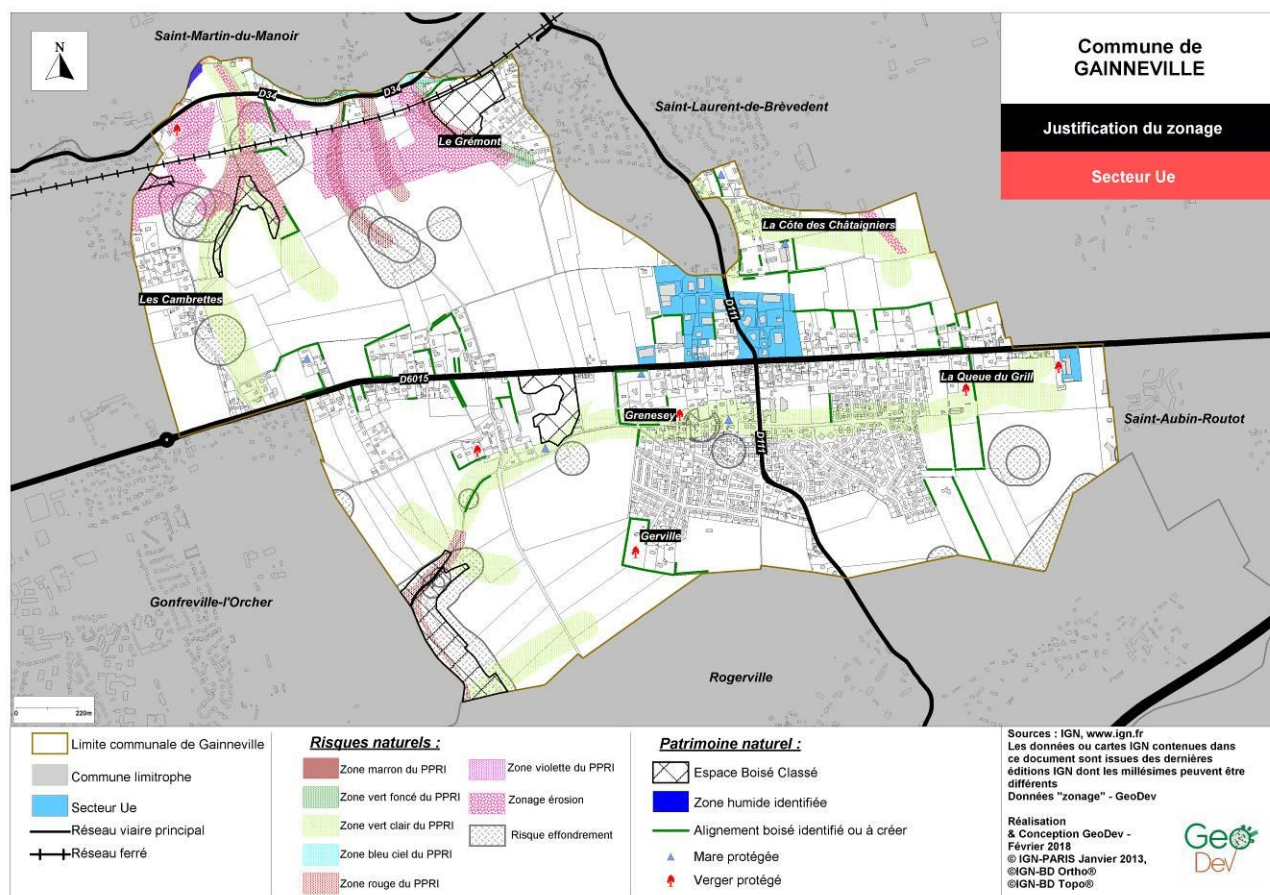 Commune de
GAINNEVILLE
Justification du zonage
Secteur Ue
N
Saint-Martin-du-Manoir
Saint-Laurent-de-Brèvedent
D34
D34
Le Grémont
La Côte des Châtaigniers
Les Cambrettes
D111
D6015
La Queue du Grill
Grenesey
Saint-Aubin-Routot
D111
Gerville
Gonfreville-l'Orcher
Rogerville
0 220m
Limite communale de Gainneville
Commune limitrophe
Secteur Ue
Réseau viaire principal
Réseau ferré
Risques naturels :
Zone marron du PPRI
Zone vert foncé du PPRI
Zone vert clair du PPRI
Zone bleu ciel du PPRI
Zone rouge du PPRI
Zone violette du PPRI
Zonage érosion
Risque effondrement
Patrimoine naturel :
Espace Boisé Classé
Zone humide identifiée
Alignement boisé identifié ou à créer
Mare protégée
Verger protégé
Sources : IGN, www.ign.fr
Les données ou cartes IGN contenues dans
ce document sont issues des dernières
éditions IGN dont les millésimes peuvent être
différents
Données "zonage" - GeoDev
Réalisation
& Conception GeoDev -
Février 2018
© IGN-PARIS Janvier 2013,
©IGN-BD Ortho®
©IGN-BD Topo®
Geo
Dev